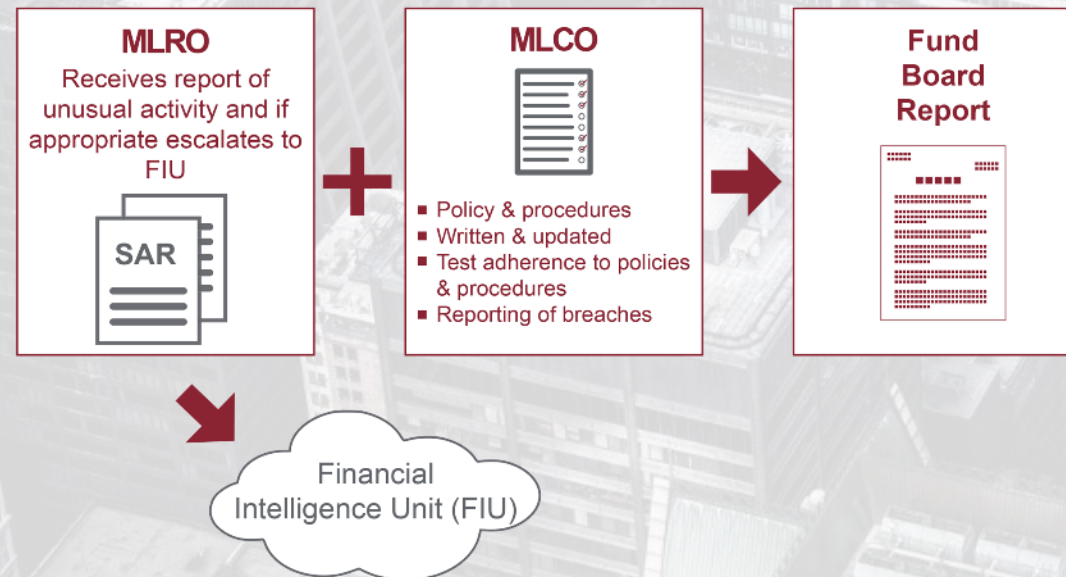 MLRO
Receives report of
unusual activity and if
appropriate escalates to
FIU
SAR
MLCO
Policy & procedures
Written & updated
Test adherence to policies
& procedures
Reporting of breaches
Fund
Board
Report
Financial
Intelligence Unit (FIU)